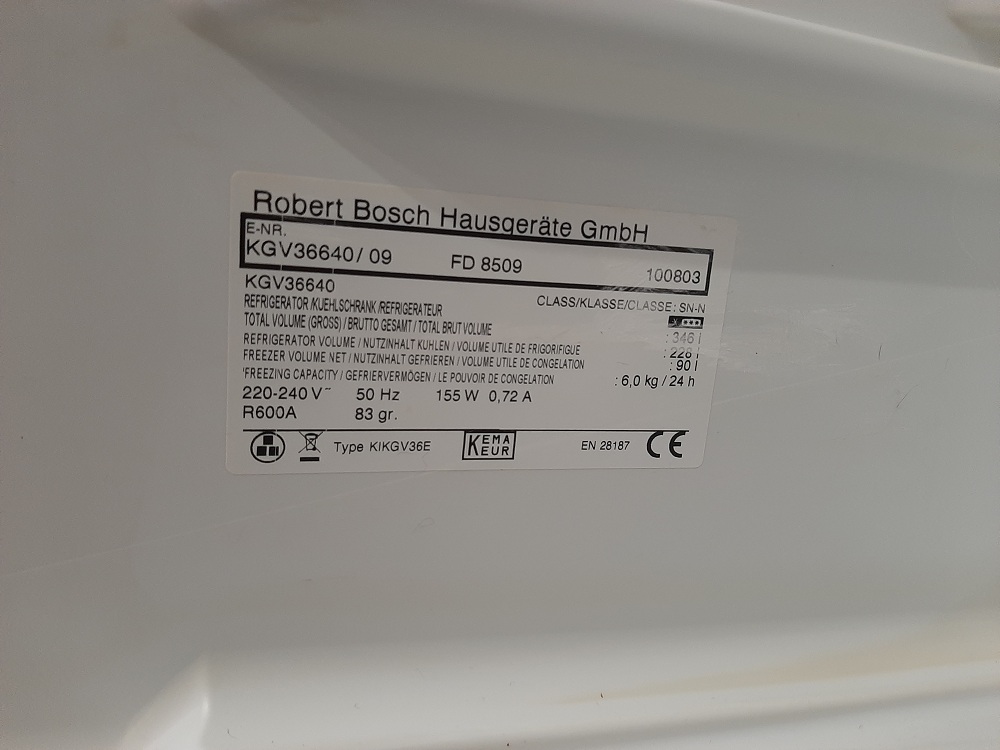 Robert Bosch Hausgeräte GmbH
E-NR.
KGV36640/ 09 FD 8509 100803
KGV36640 CLASS/KLASSE/CLASSE: SN-N
REFRIGERATOR/KUEHLSCHRANK/REFRIGERATEUR
TOTAL VOLUME (GROSS) / BRUTTO GESAMT / TOTAL BRUT VOLUME : 346 l
REFRIGERATOR VOLUME / NUTZINHALT KUHLEN / VOLUME UTILE DE FRIGORIFIGUE : 228 l
FREEZER VOLUME NET / NUTZINHALT GEFRIEREN / VOLUME UTILE DE CONGELATION : 90 l
'FREEZING CAPACITY / GEFRIERVERMÖGEN / LE POUVOIR DE CONGELATION : 6,0 kg / 24 h
220-240 V~ 50 Hz 155 W 0,72 A
R600A 83 gr.
Type KIKGV36E KEMA KEUR EN 28187 CE